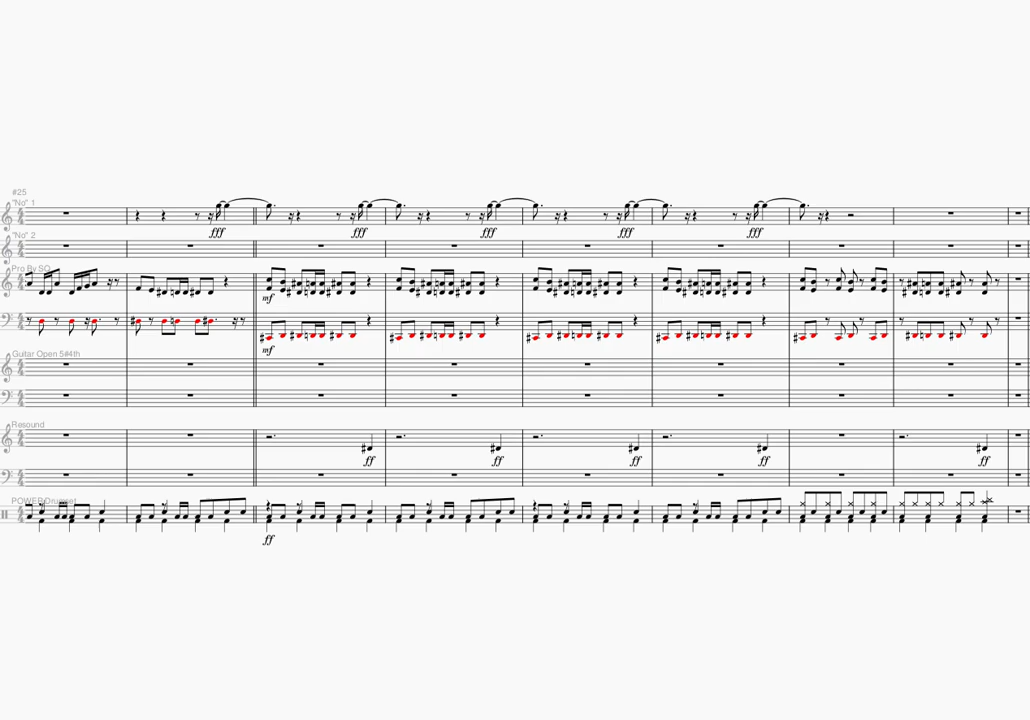 #25
"No" 1
fff fff fff fff fff
"No" 2
Pro By SO
mf
mf
Guitar Open 5#4th
Resound
ff ff ff ff ff
POWER Drumset
ff